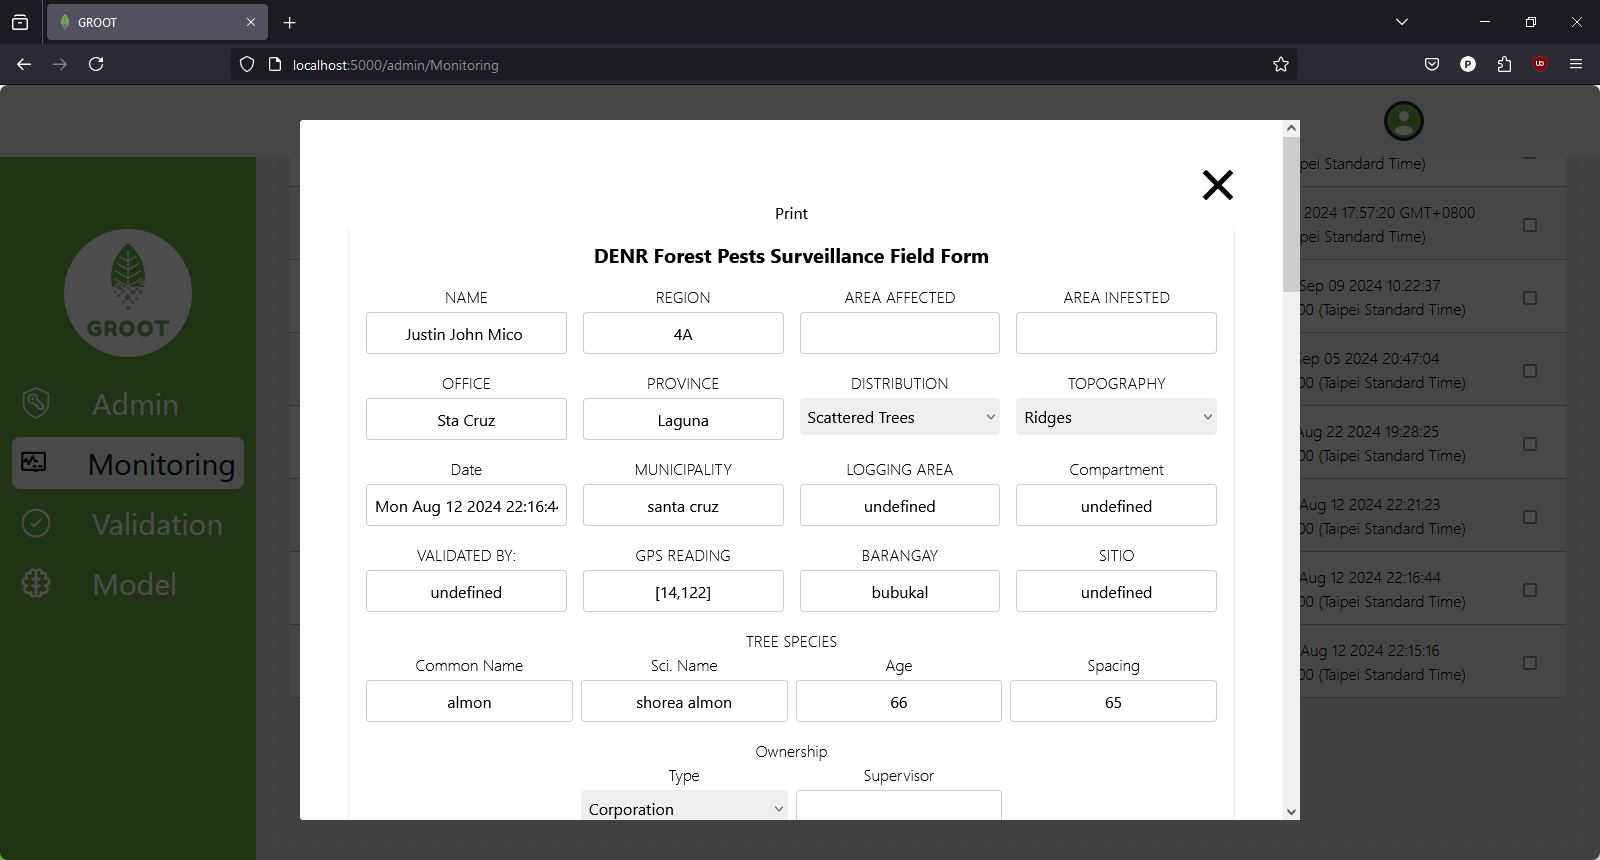 GROOT
localhost:5000/admin/Monitoring
GROOT
Admin
Monitoring
Validation
Model
Print
DENR Forest Pests Surveillance Field Form
NAME REGION AREA AFFECTED AREA INFESTED
Justin John Mico 4A
OFFICE PROVINCE DISTRIBUTION TOPOGRAPHY
Sta Cruz Laguna Scattered Trees Ridges
Date MUNICIPALITY LOGGING AREA Compartment
Mon Aug 12 2024 22:16:4 santa cruz undefined undefined
VALIDATED BY: GPS READING BARANGAY SITIO
undefined [14,122] bubukal undefined
TREE SPECIES
Common Name Sci. Name Age Spacing
almon shorea almon 66 65
Ownership
Type Supervisor
Corporation
pei Standard Time)
2024 17:57:20 GMT+0800
pei Standard Time)
Sep 09 2024 10:22:37
00 (Taipei Standard Time)
ep 05 2024 20:47:04
00 (Taipei Standard Time)
Aug 22 2024 19:28:25
00 (Taipei Standard Time)
Aug 12 2024 22:21:23
00 (Taipei Standard Time)
Aug 12 2024 22:16:44
00 (Taipei Standard Time)
Aug 12 2024 22:15:16
00 (Taipei Standard Time)